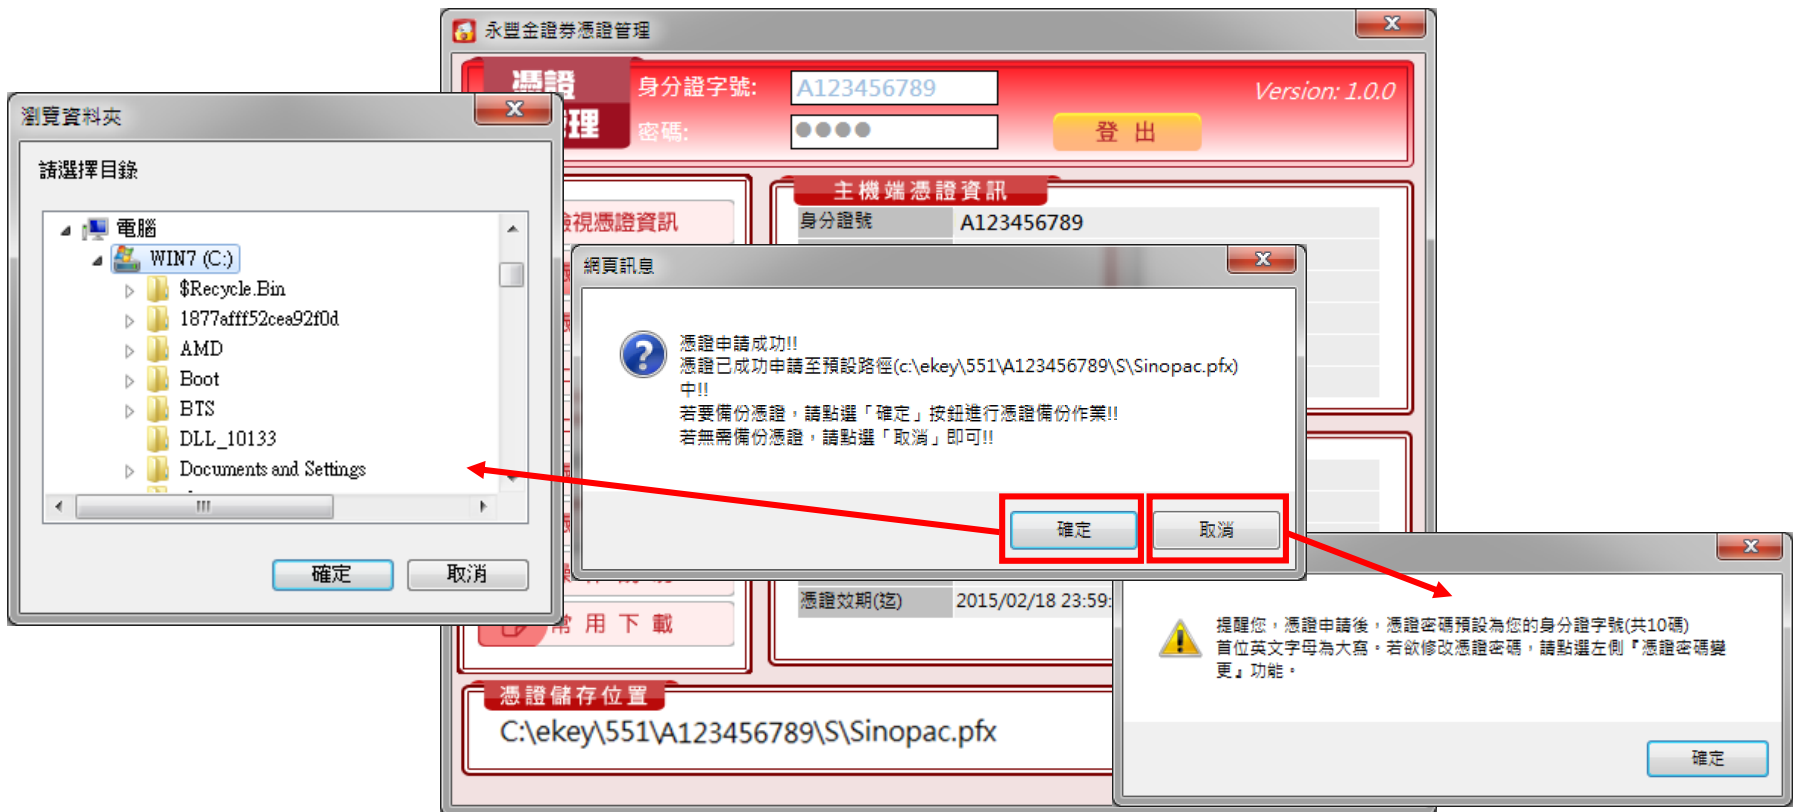 永豐金證券憑證管理
憑證
理
身分證字號:
A123456789
密碼:
Version: 1.0.0
登 出
瀏覽資料夾
請選擇目錄
電腦
WIN7 (C:)
$Recycle.Bin
1877afff52cea92f0d
AMD
Boot
BTS
DLL_10133
Documents and Settings
確定
取消
視憑證資訊
主機端憑證資訊
身分證號
A123456789
網頁訊息
憑證申請成功!!
憑證已成功申請至預設路徑(c:\ekey\551\A123456789\S\Sinopac.pfx)
中!!
若要備份憑證，請點選「確定」按鈕進行憑證備份作業!!
若無需備份憑證，請點選「取消」即可!!
確定
取消
憑證效期(迄)
2015/02/18 23:59:
常 用 下 載
憑證儲存位置
C:\ekey\551\A123456789\S\Sinopac.pfx
提醒您，憑證申請後，憑證密碼預設為您的身分證字號(共10碼)
首位英文字母為大寫。若欲修改憑證密碼，請點選左側『憑證密碼變
更』功能。
確定